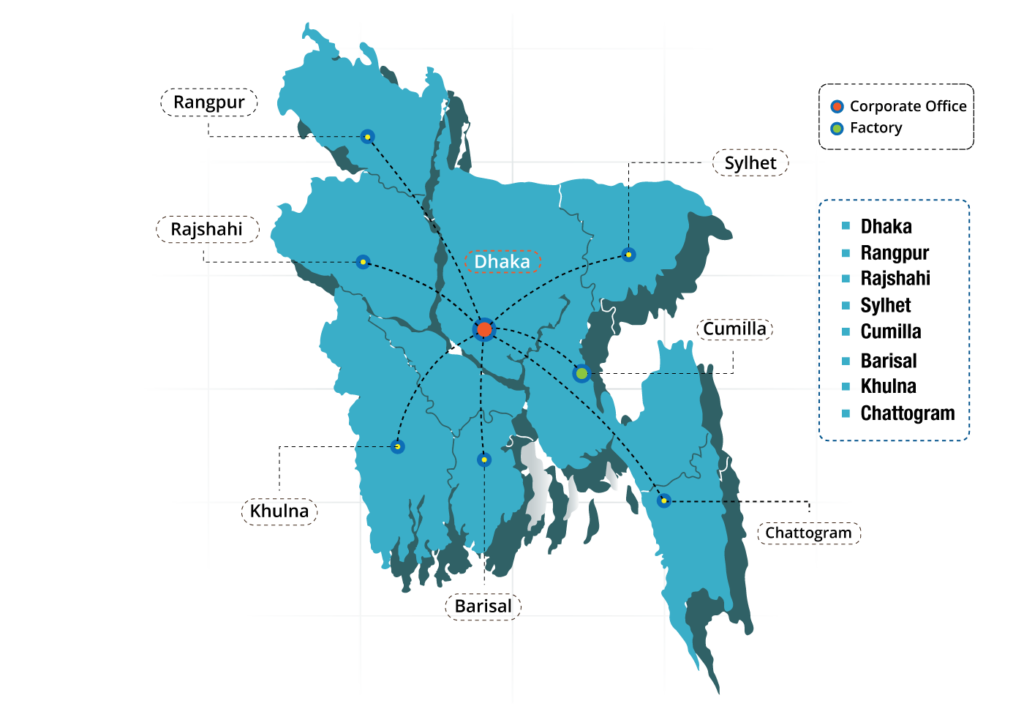 Rangpur
Corporate Office
Factory
Sylhet
Rajshahi
Dhaka
Dhaka
Rangpur
Rajshahi
Sylhet
Cumilla
Barisal
Khulna
Chattogram
Cumilla
Khulna
Chattogram
Barisal